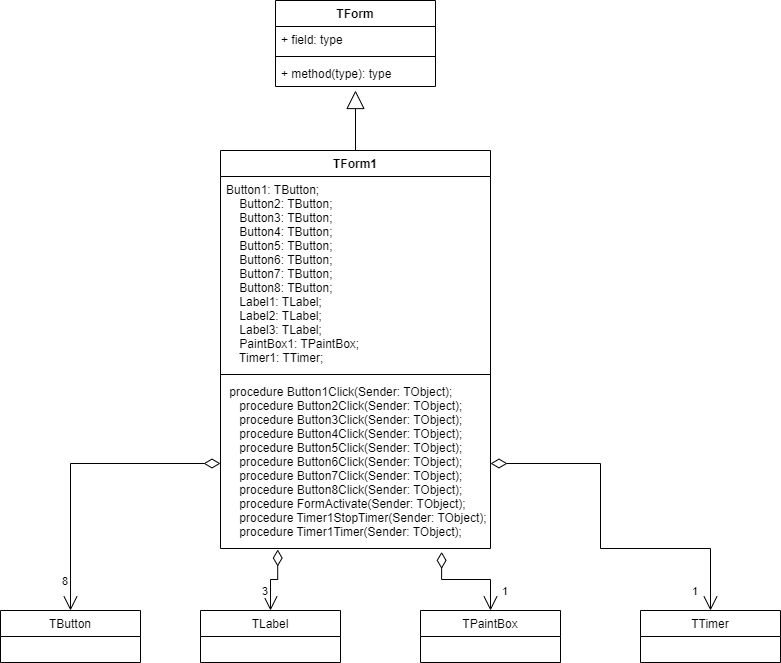 TForm
+ field: type
+ method(type): type
TForm1
Button1: TButton;
Button2: TButton;
Button3: TButton;
Button4: TButton;
Button5: TButton;
Button6: TButton;
Button7: TButton;
Button8: TButton;
Label1: TLabel;
Label2: TLabel;
Label3: TLabel;
PaintBox1: TPaintBox;
Timer1: TTimer;
procedure Button1Click(Sender: TObject);
procedure Button2Click(Sender: TObject);
procedure Button3Click(Sender: TObject);
procedure Button4Click(Sender: TObject);
procedure Button5Click(Sender: TObject);
procedure Button6Click(Sender: TObject);
procedure Button7Click(Sender: TObject);
procedure Button8Click(Sender: TObject);
procedure FormActivate(Sender: TObject);
procedure Timer1StopTimer(Sender: TObject);
procedure Timer1Timer(Sender: TObject);
8
3
1
1
TButton
TLabel
TPaintBox
TTimer